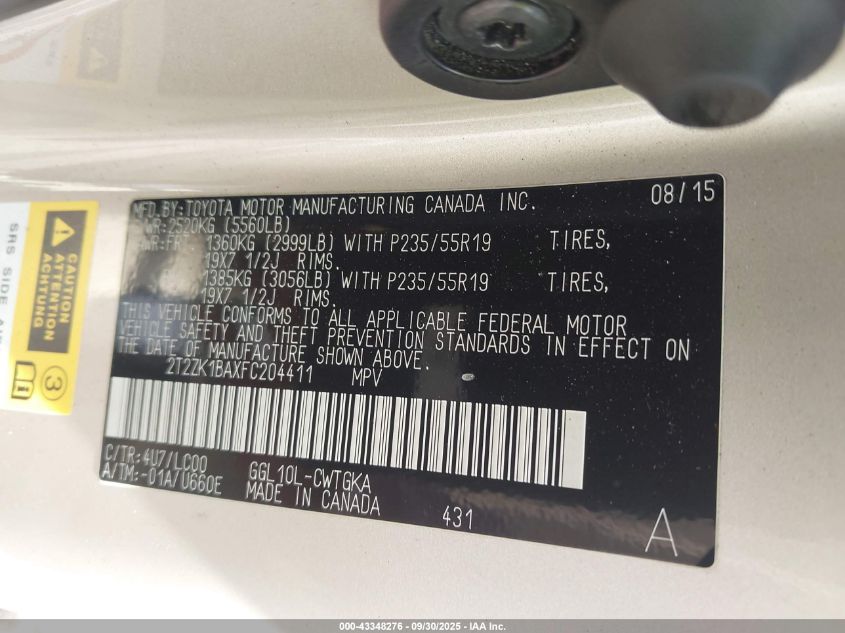 MFD.BY:TOYOTA MOTOR MANUFACTURING CANADA INC. 08/15
GVWR:2520KG (5560LB)
GAWR:FR. 1360KG (2999LB) WITH P235/55R19 TIRES,
19X7 1/2J RIMS.
1385KG (3056LB) WITH P235/55R19 TIRES,
19X7 1/2J RIMS.
THIS VEHICLE CONFORMS TO ALL APPLICABLE FEDERAL MOTOR
VEHICLE SAFETY AND THEFT PREVENTION STANDARDS IN EFFECT ON
THE DATE OF MANUFACTURE SHOWN ABOVE.
2T2ZK1BAXFC204411 MPV
C/TR:4U7/LC00 GGL10L-CWTGKA
A/TM:-01A/U660E MADE IN CANADA 431 A
CAUTION
ATTENTION
ACHTUNG
3
SRS SIDE
CAUTION
000-43348276 - 09/30/2025 - IAA Inc.